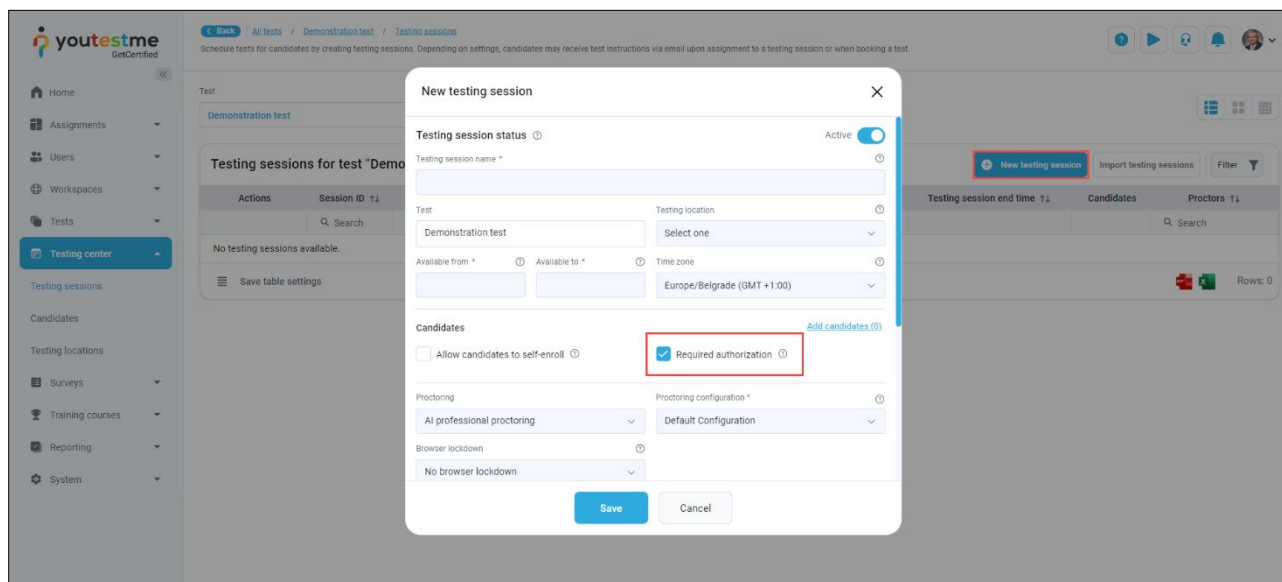 youtestme
GetCertified
Back All tests / Demonstration test / Testing sessions
Schedule tests for candidates by creating testing sessions. Depending on settings, candidates may receive test instructions via email upon assignment to a testing session or when booking a test.
Home
Assignments
Users
Workspaces
Tests
Testing center
Testing sessions
Candidates
Testing locations
Surveys
Training courses
Reporting
System
Test
Demonstration test
Testing sessions for test "Demo
New testing session
Import testing sessions
Filter
Actions
Session ID
Testing session end time
Candidates
Proctors
Search
Search
No testing sessions available.
Save table settings
Rows: 0
New testing session
Testing session status
Active
Testing session name *
Test
Testing location
Demonstration test
Select one
Available from *
Available to *
Time zone
Europe/Belgrade (GMT +1:00)
Candidates
Add candidates (0)
Allow candidates to self-enroll
Required authorization
Proctoring
Proctoring configuration *
AI professional proctoring
Default Configuration
Browser lockdown
No browser lockdown
Save
Cancel